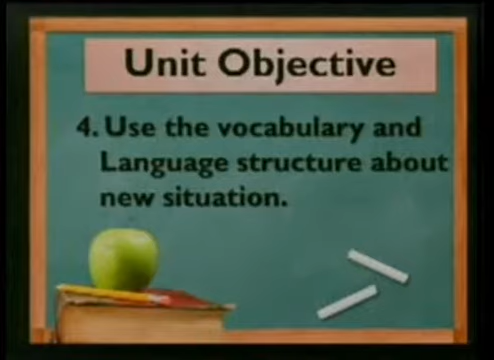 Unit Objective
4. Use the vocabulary and
Language structure about
new situation.